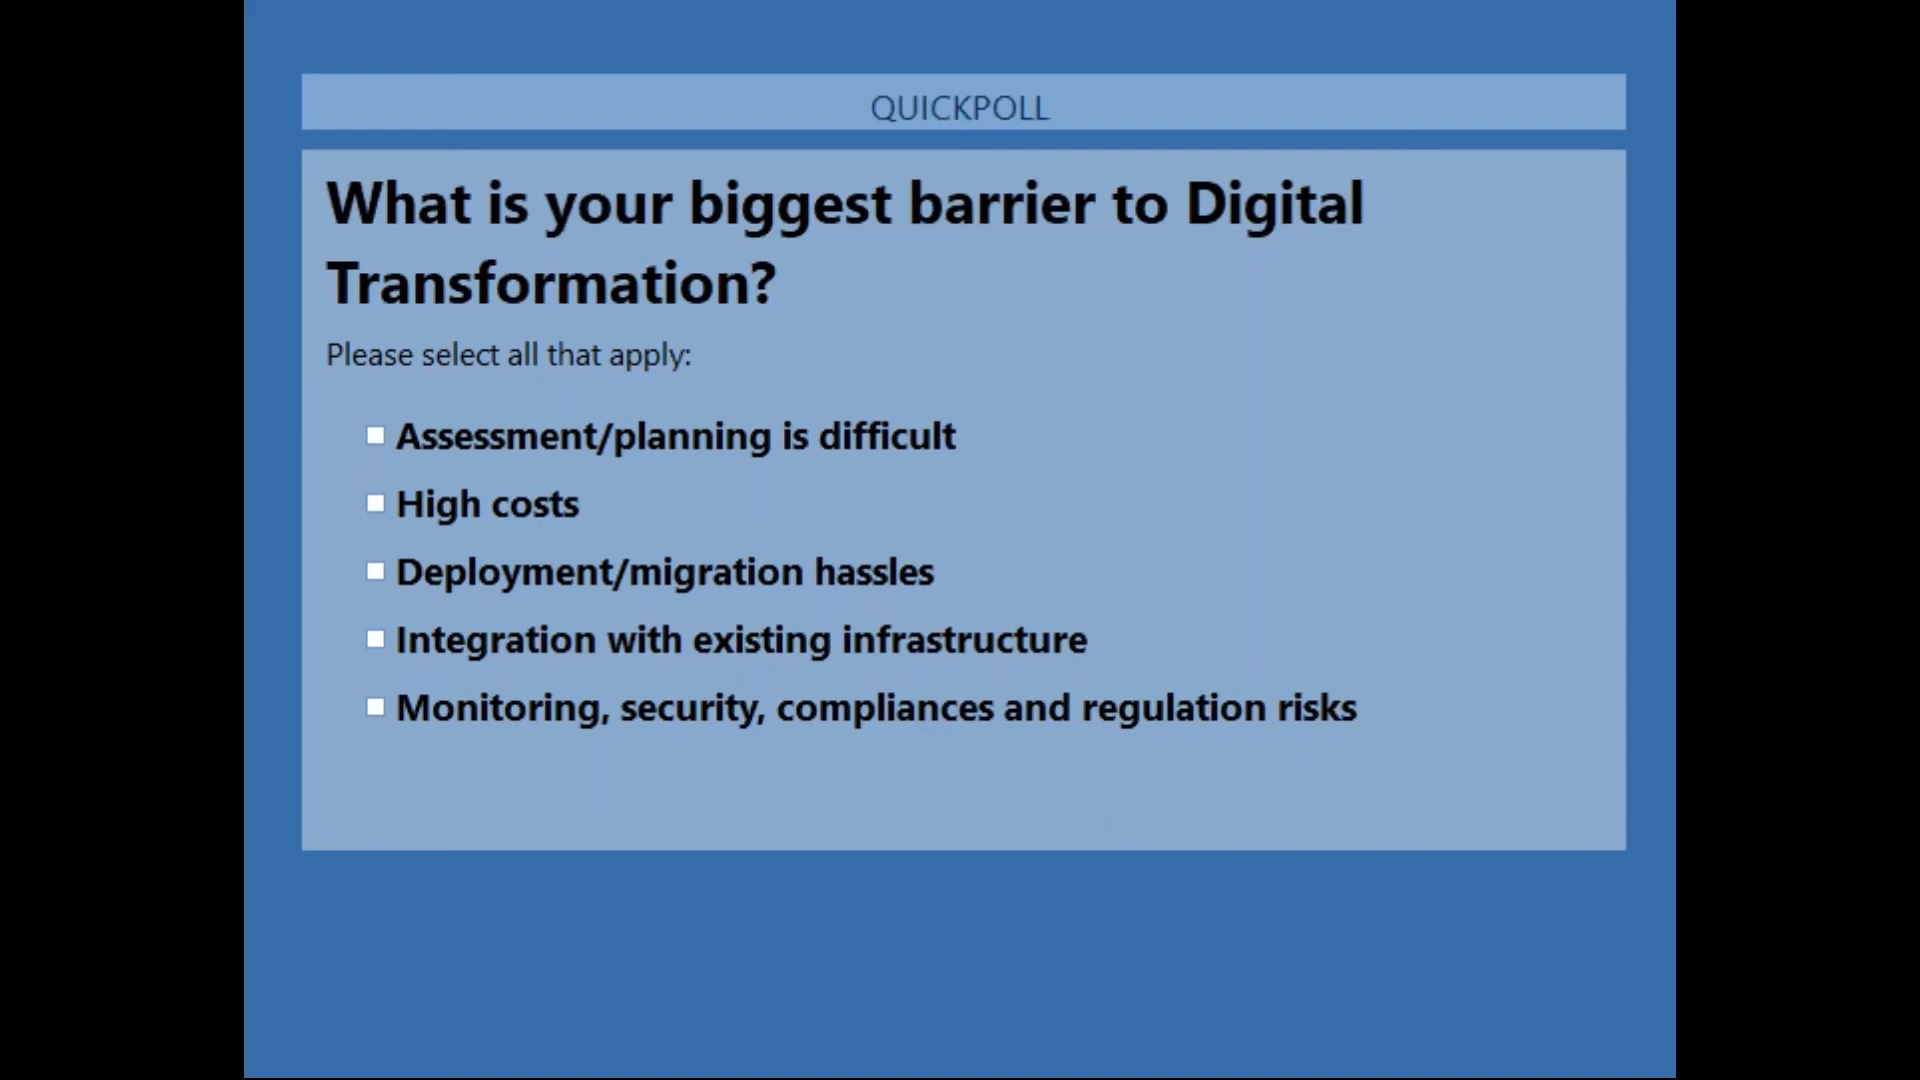 QUICKPOLL
What is your biggest barrier to Digital
Transformation?
Please select all that apply:
Assessment/planning is difficult
High costs
Deployment/migration hassles
Integration with existing infrastructure
Monitoring, security, compliances and regulation risks